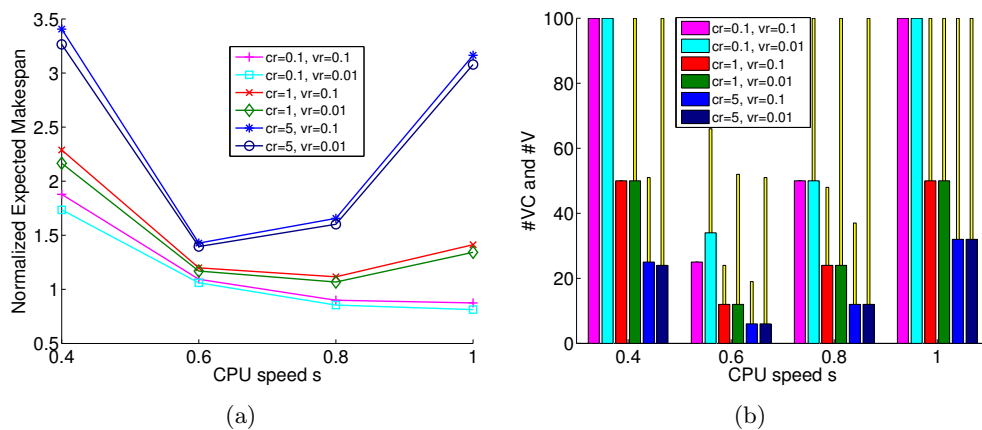 Normalized Expected Makespan
3.5
3
2.5
2
1.5
1
0.5
0.4
0.6
0.8
1
CPU speed s
cr=0.1, vr=0.1
cr=0.1, vr=0.01
cr=1, vr=0.1
cr=1, vr=0.01
cr=5, vr=0.1
cr=5, vr=0.01
(a)
#VC and #V
100
80
60
40
20
0
0.4
0.6
0.8
1
CPU speed s
cr=0.1, vr=0.1
cr=0.1, vr=0.01
cr=1, vr=0.1
cr=1, vr=0.01
cr=5, vr=0.1
cr=5, vr=0.01
(b)